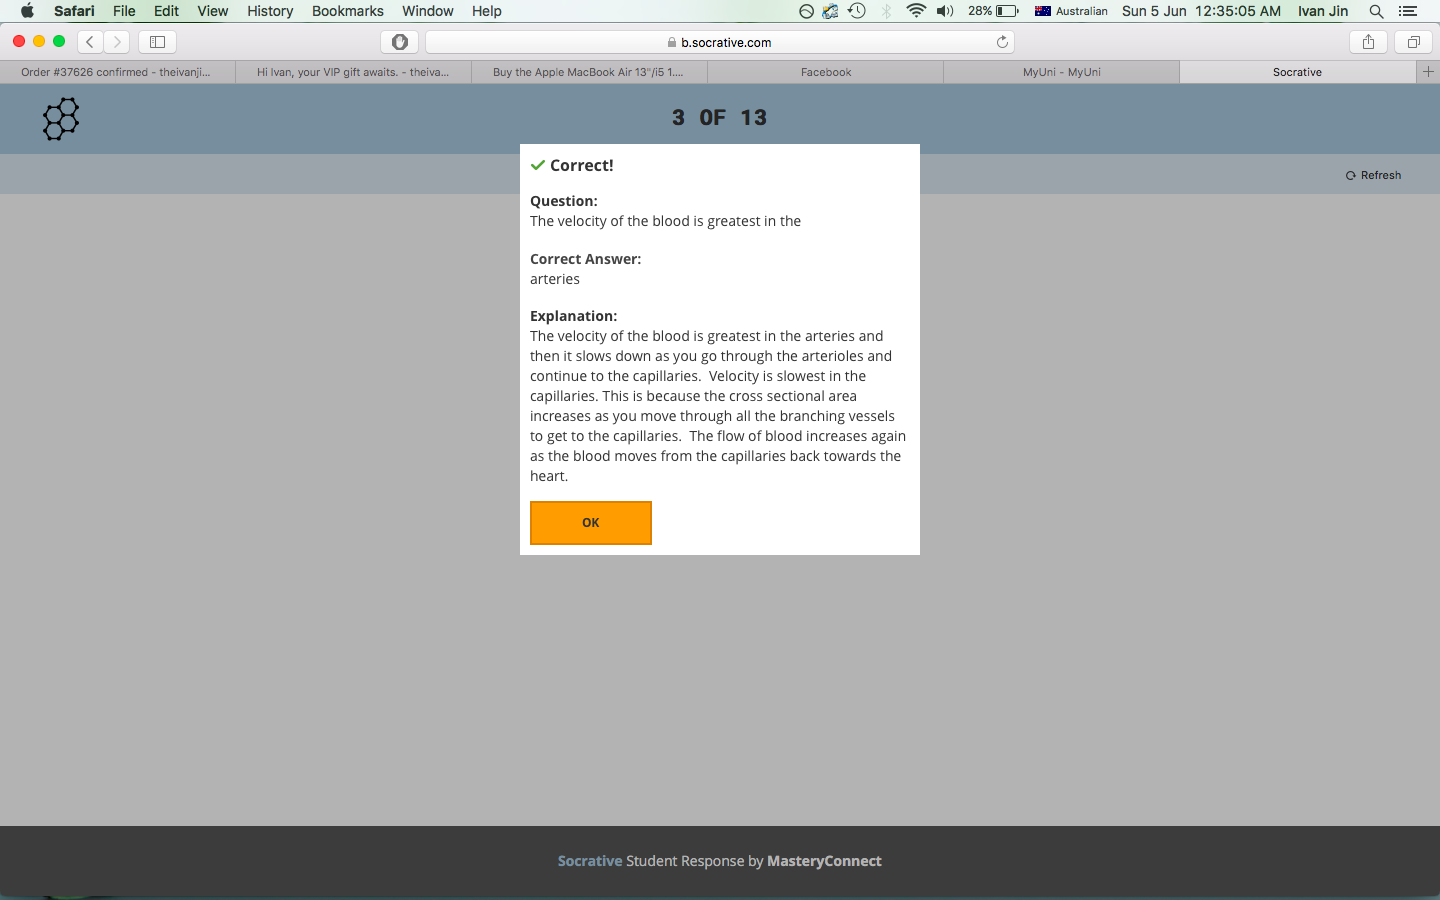 Safari File Edit View History Bookmarks Window Help 28% Australian Sun 5 Jun 12:35:05 AM Ivan Jin
b.socrative.com
Order #37626 confirmed - theivanji... Hi Ivan, your VIP gift awaits. - theiva... Buy the Apple MacBook Air 13"/i5 1.... Facebook MyUni - MyUni Socrative
3 OF 13
Refresh
Correct!
Question:
The velocity of the blood is greatest in the
Correct Answer:
arteries
Explanation:
The velocity of the blood is greatest in the arteries and
then it slows down as you go through the arterioles and
continue to the capillaries. Velocity is slowest in the
capillaries. This is because the cross sectional area
increases as you move through all the branching vessels
to get to the capillaries. The flow of blood increases again
as the blood moves from the capillaries back towards the
heart.
OK
Socrative Student Response by MasteryConnect